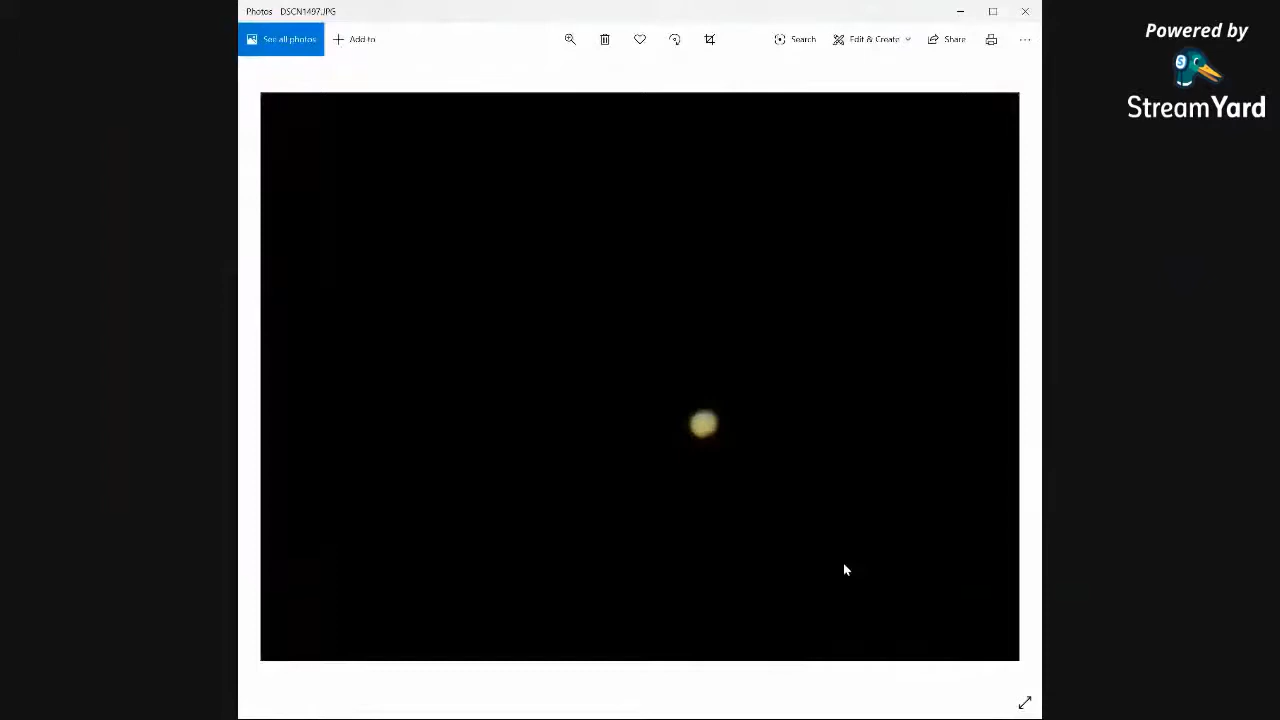 Photos DSCN1497.JPG
See all photos
Add to
Search
Edit & Create
Share
Powered by
S
StreamYard